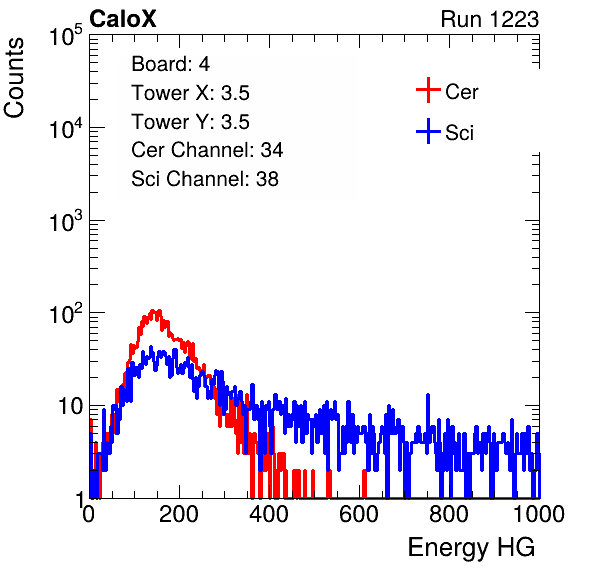 CaloX Run 1223
Counts
10^5
10^4
10^3
10^2
10
1
Board: 4
Tower X: 3.5
Tower Y: 3.5
Cer Channel: 34
Sci Channel: 38
Cer
Sci
0 200 400 600 800 1000
Energy HG